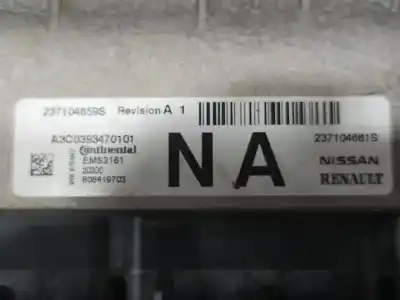 237104659S Revision A 1
A3C0393470101
Continental
EMS3161
NA
237104661S
NISSAN
RENAULT